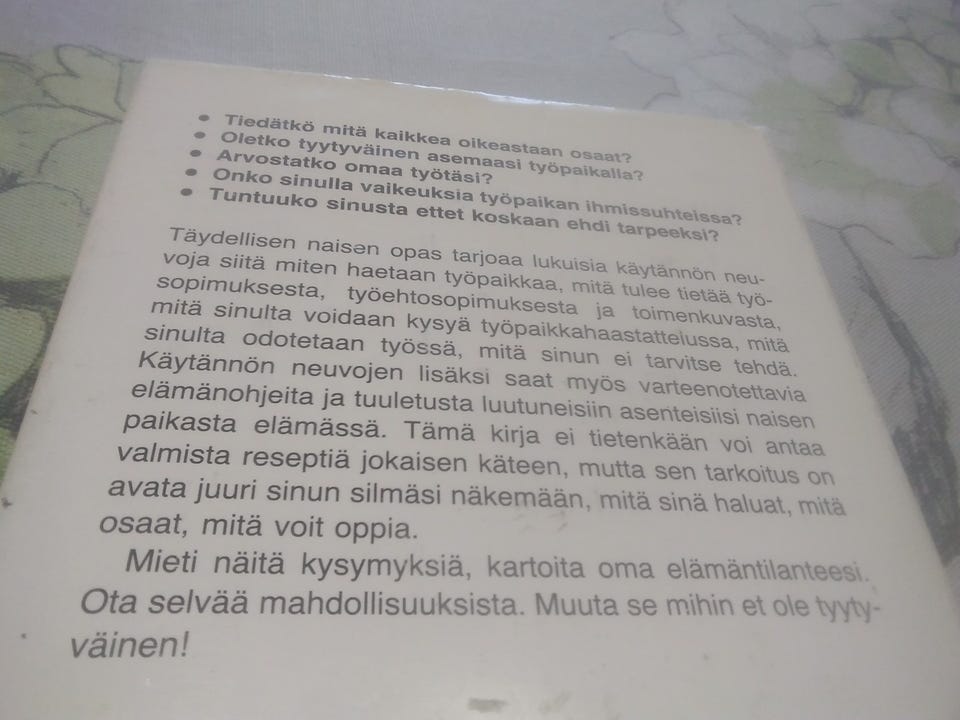 • Tiedätkö mitä kaikkea oikeastaan osaat?
• Oletko tyytyväinen asemaasi työpaikalla?
• Arvostatko omaa työtäsi?
• Onko sinulla vaikeuksia työpaikan ihmissuhteissa?
• Tuntuuko sinusta ettet koskaan ehdi tarpeeksi?
Täydellisen naisen opas tarjoaa lukuisia käytännön neu-
voja siitä miten haetaan työpaikkaa, mitä tulee tietää työ-
sopimuksesta, työehtosopimuksesta ja toimenkuvasta,
mitä sinulta voidaan kysyä työpaikkahaastattelussa, mitä
sinulta odotetaan työssä, mitä sinun ei tarvitse tehdä.
Käytännön neuvojen lisäksi saat myös varteenotettavia
elämänohjeita ja tuuletusta luutuneisiin asenteisiisi naisen
paikasta elämässä. Tämä kirja ei tietenkään voi antaa
valmista reseptiä jokaisen käteen, mutta sen tarkoitus on
avata juuri sinun silmäsi näkemään, mitä sinä haluat, mitä
osaat, mitä voit oppia.
Mieti näitä kysymyksiä, kartoita oma elämäntilanteesi.
Ota selvää mahdollisuuksista. Muuta se mihin et ole tyyty-
väinen!